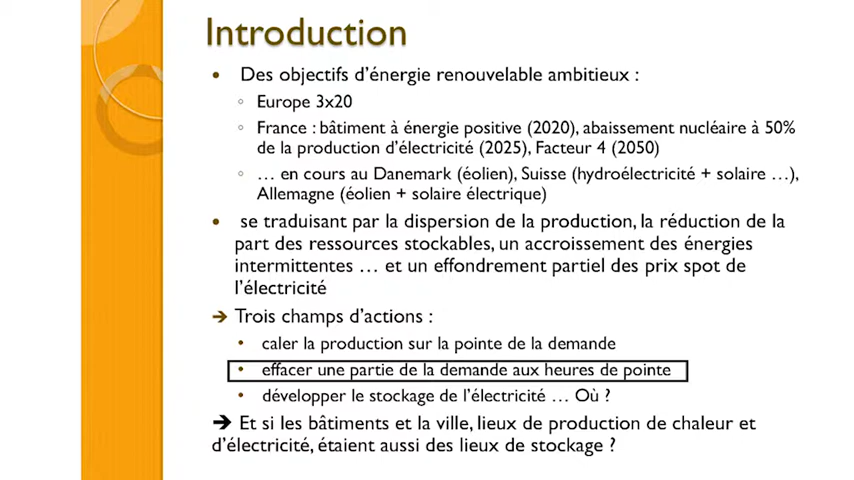 Introduction
• Des objectifs d'énergie renouvelable ambitieux :
◦ Europe 3x20
◦ France : bâtiment à énergie positive (2020), abaissement nucléaire à 50%
de la production d'électricité (2025), Facteur 4 (2050)
◦ … en cours au Danemark (éolien), Suisse (hydroélectricité + solaire …),
Allemagne (éolien + solaire électrique)
• se traduisant par la dispersion de la production, la réduction de la
part des ressources stockables, un accroissement des énergies
intermittentes … et un effondrement partiel des prix spot de
l'électricité
➔ Trois champs d'actions :
• caler la production sur la pointe de la demande
• effacer une partie de la demande aux heures de pointe
• développer le stockage de l'électricité … Où ?
➔ Et si les bâtiments et la ville, lieux de production de chaleur et
d'électricité, étaient aussi des lieux de stockage ?